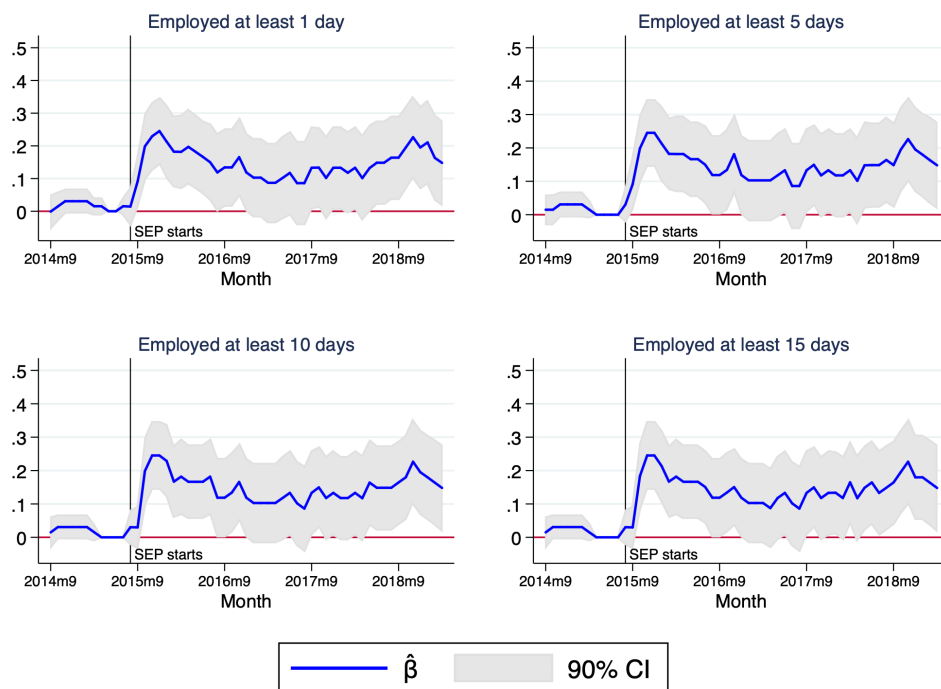 Employed at least 1 day
Employed at least 5 days
.5
.4
.3
.2
.1
0
SEP starts
2014m9 2015m9 2016m9 2017m9 2018m9
Month
.5
.4
.3
.2
.1
0
SEP starts
2014m9 2015m9 2016m9 2017m9 2018m9
Month
Employed at least 10 days
Employed at least 15 days
.5
.4
.3
.2
.1
0
SEP starts
2014m9 2015m9 2016m9 2017m9 2018m9
Month
.5
.4
.3
.2
.1
0
SEP starts
2014m9 2015m9 2016m9 2017m9 2018m9
Month
β̂ 90% CI